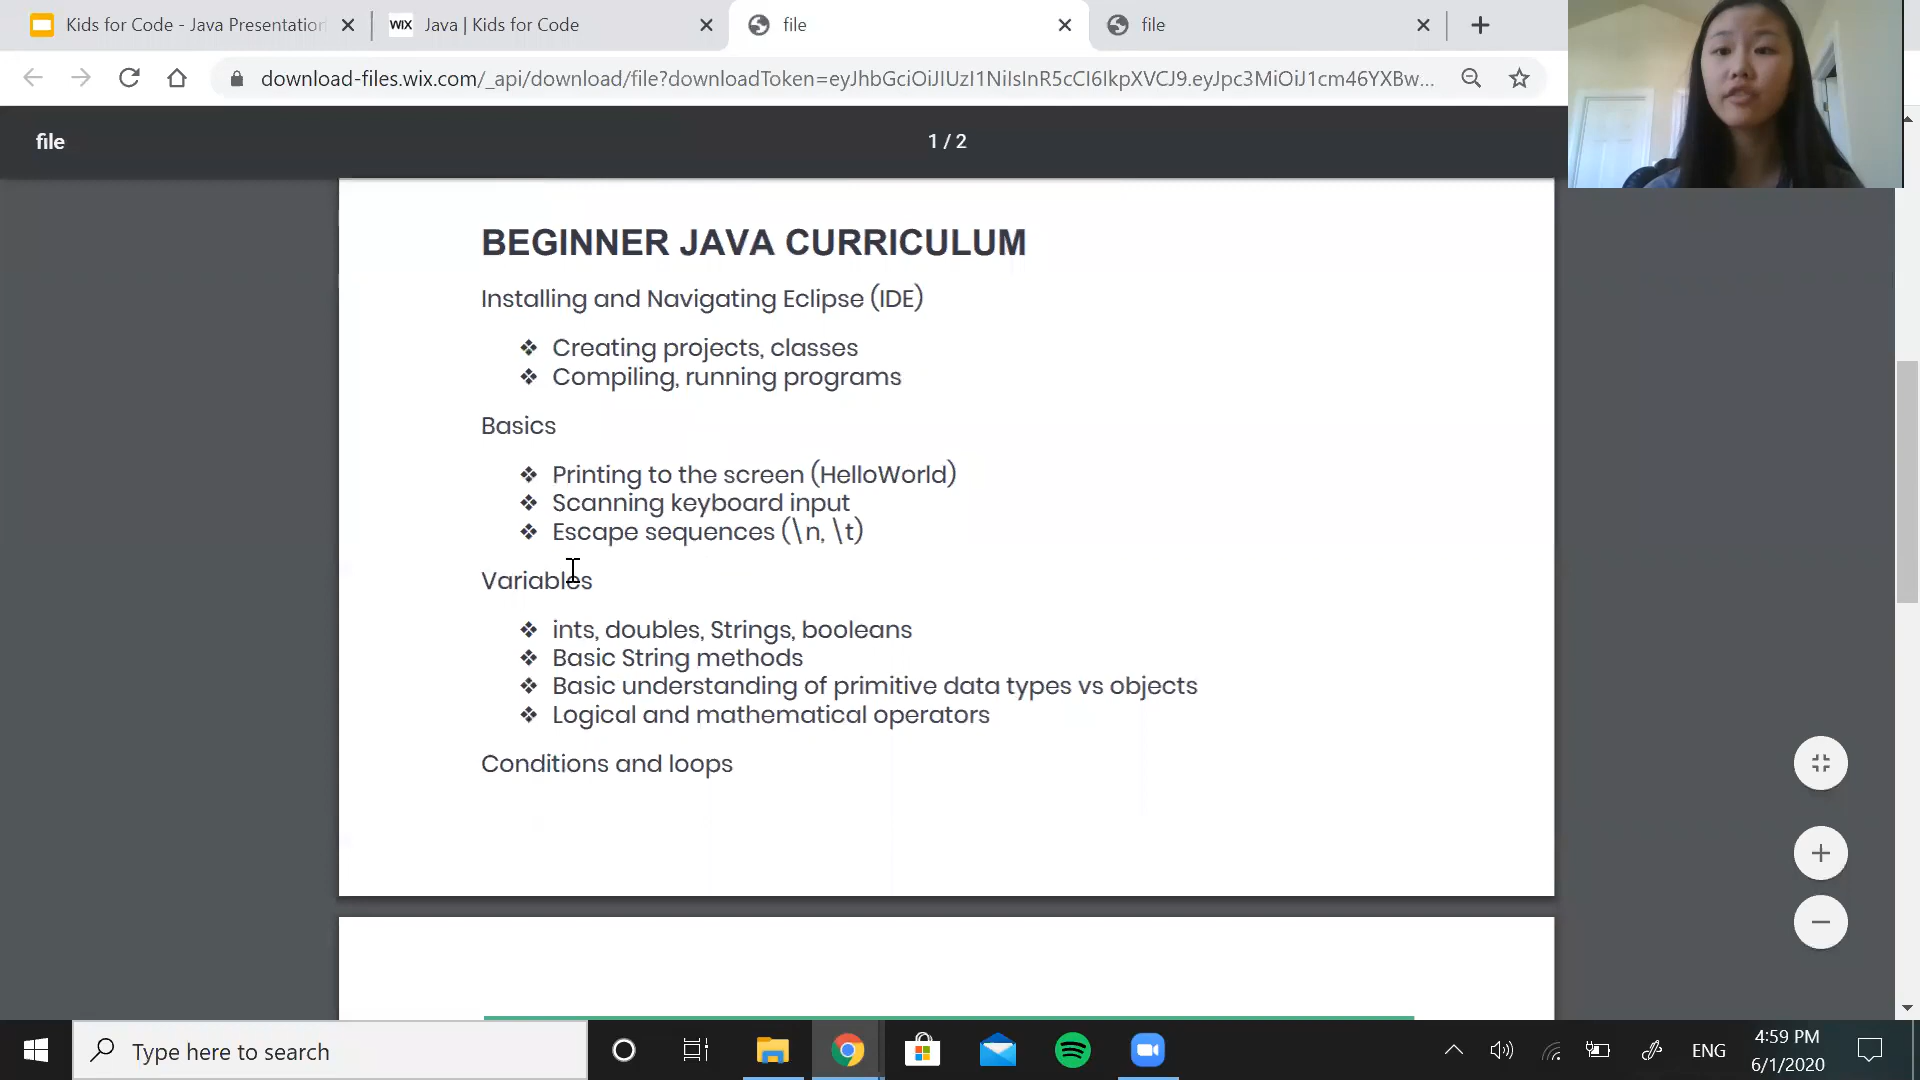 Kids for Code - Java Presentation
WIX Java | Kids for Code
file
file
download-files.wix.com/_api/download/file?downloadToken=eyJhbGciOiJIUzI1NiIsInR5cCI6IkpXVCJ9.eyJpc3MiOiJ1cm46YXBw...
file
1 / 2
BEGINNER JAVA CURRICULUM
Installing and Navigating Eclipse (IDE)
❖ Creating projects, classes
❖ Compiling, running programs
Basics
❖ Printing to the screen (HelloWorld)
❖ Scanning keyboard input
❖ Escape sequences (\n, \t)
Variables
❖ ints, doubles, Strings, booleans
❖ Basic String methods
❖ Basic understanding of primitive data types vs objects
❖ Logical and mathematical operators
Conditions and loops
Type here to search
ENG
4:59 PM
6/1/2020